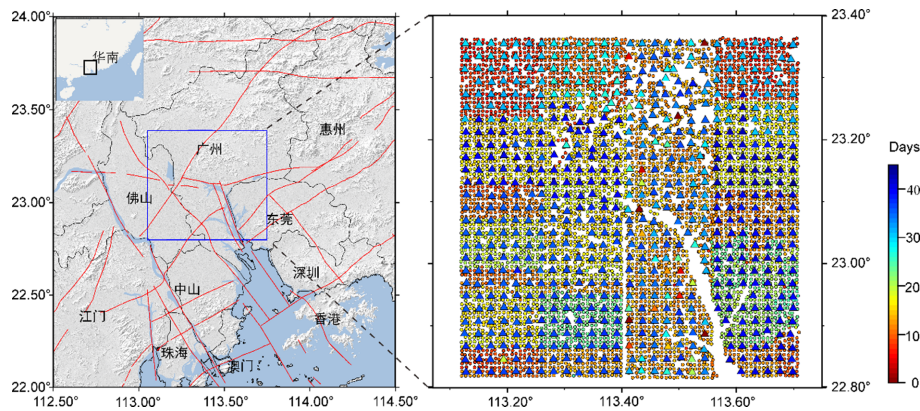 24.00°
23.50°
23.00°
22.50°
22.00°
112.50°
113.00°
113.50°
114.00°
114.50°
华南
广州
惠州
佛山
东莞
深圳
中山
江门
香港
珠海
澳门
23.40°
23.20°
23.00°
22.80°
113.20°
113.40°
113.60°
Days
40
30
20
10
0